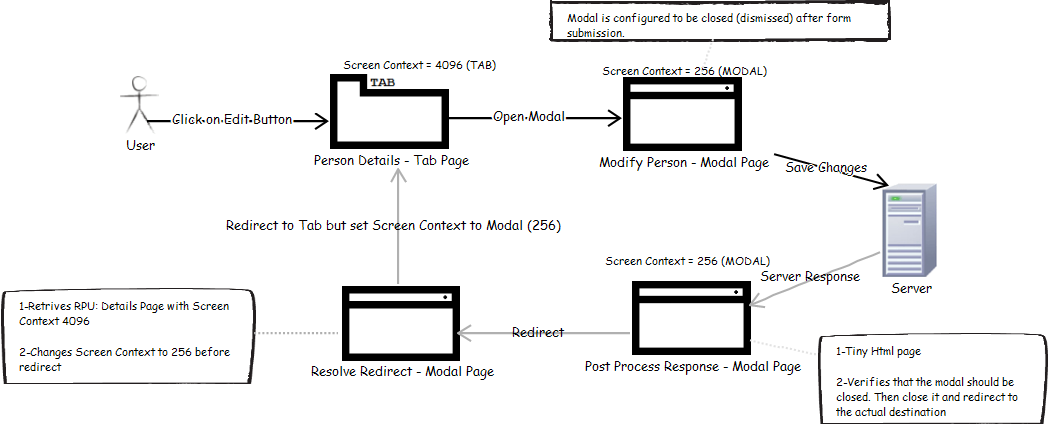 Modal is configured to be closed (dismissed) after form
submission.
Screen Context = 4096 (TAB)
Screen Context = 256 (MODAL)
TAB
Click on Edit Button
Open Modal
User
Person Details - Tab Page
Modify Person - Modal Page
Save Changes
Redirect to Tab but set Screen Context to Modal (256)
Screen Context = 256 (MODAL)
Server Response
Server
1-Retrives RPU: Details Page with Screen
Context 4096
2-Changes Screen Context to 256 before
redirect
Redirect
Resolve Redirect - Modal Page
Post Process Response - Modal Page
1-Tiny Html page
2-Verifies that the modal should be
closed. Then close it and redirect to
the actual destination